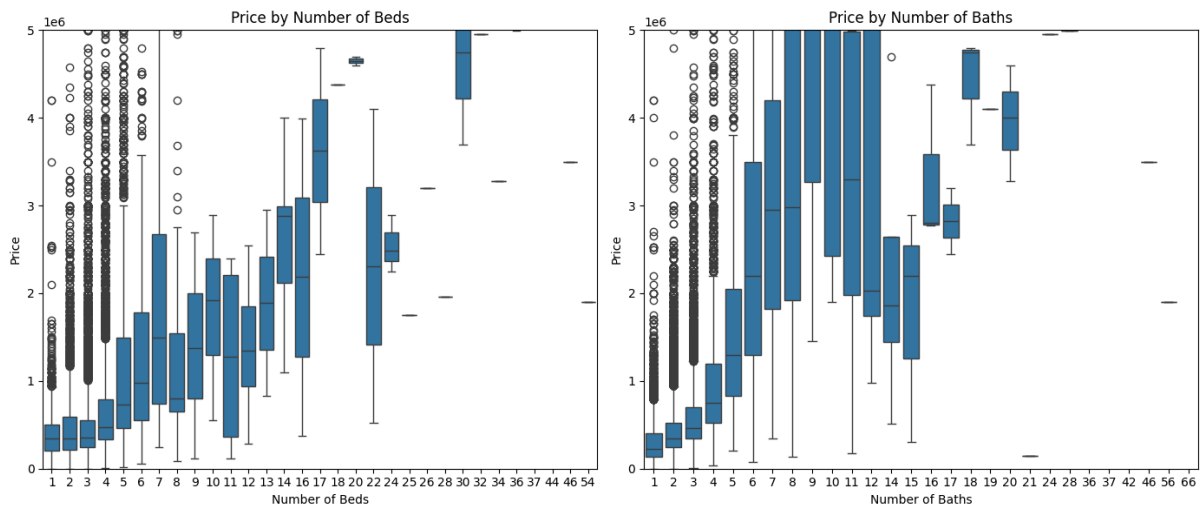 Price by Number of Beds
1e6
5
4
3
2
1
0
Price
1 2 3 4 5 6 7 8 9 10 11 12 13 14 16 17 18 20 22 24 25 26 28 30 32 34 36 37 44 46 54
Number of Beds
Price by Number of Baths
1e6
5
4
3
2
1
0
Price
1 2 3 4 5 6 7 8 9 10 11 12 14 15 16 17 18 19 20 21 24 28 36 37 42 46 56 66
Number of Baths